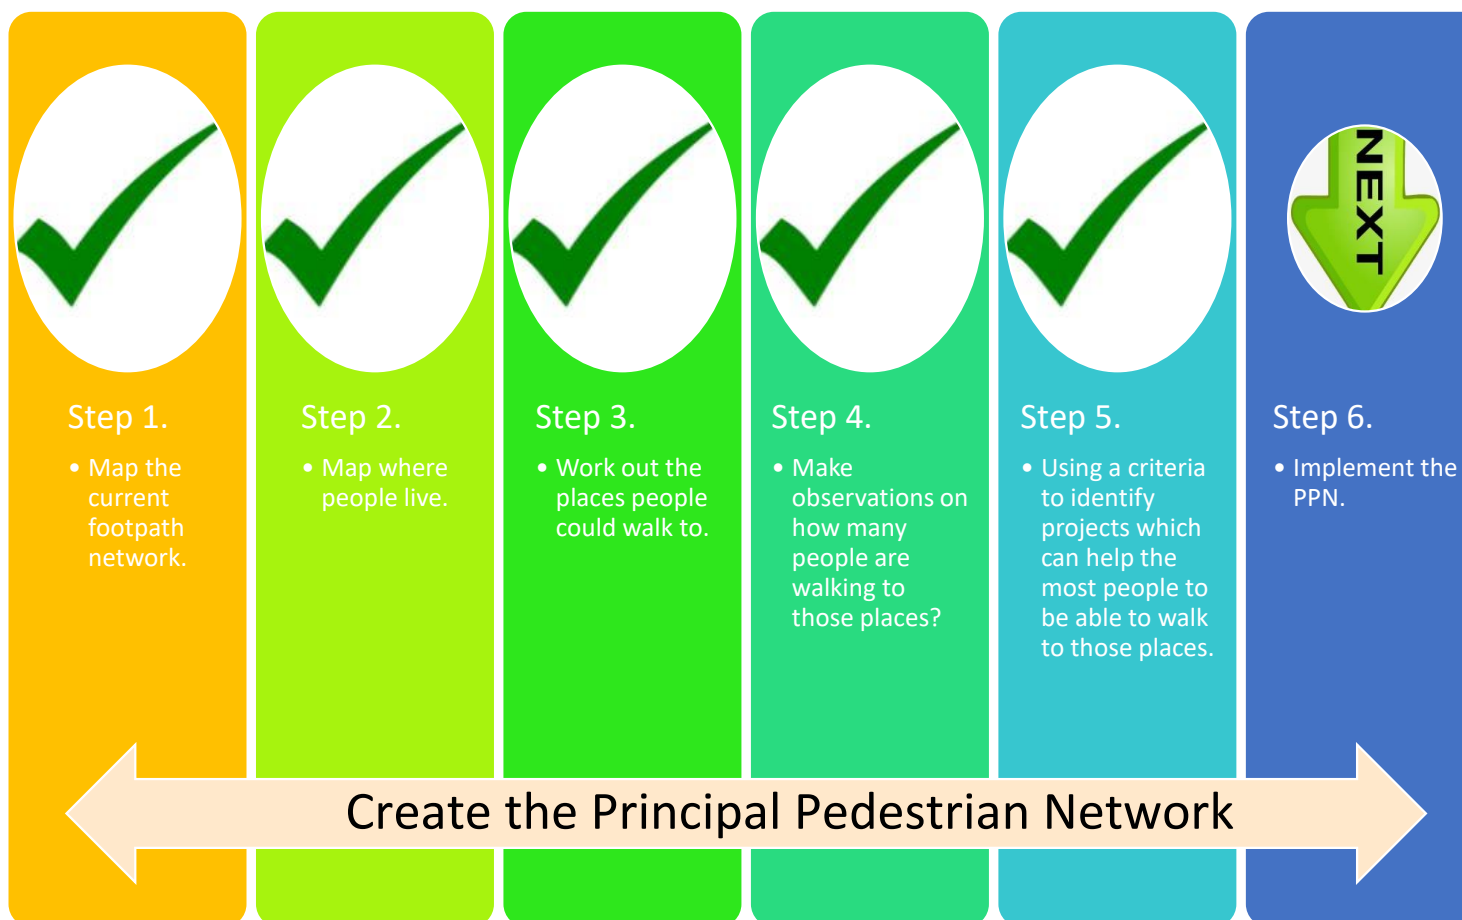 NEXT
Step 1.
• Map the
current
footpath
network.
Step 2.
• Map where
people live.
Step 3.
• Work out the
places people
could walk to.
Step 4.
• Make
observations on
how many
people are
walking to
those places?
Step 5.
• Using a criteria
to identify
projects which
can help the
most people to
be able to walk
to those places.
Step 6.
• Implement the
PPN.
Create the Principal Pedestrian Network